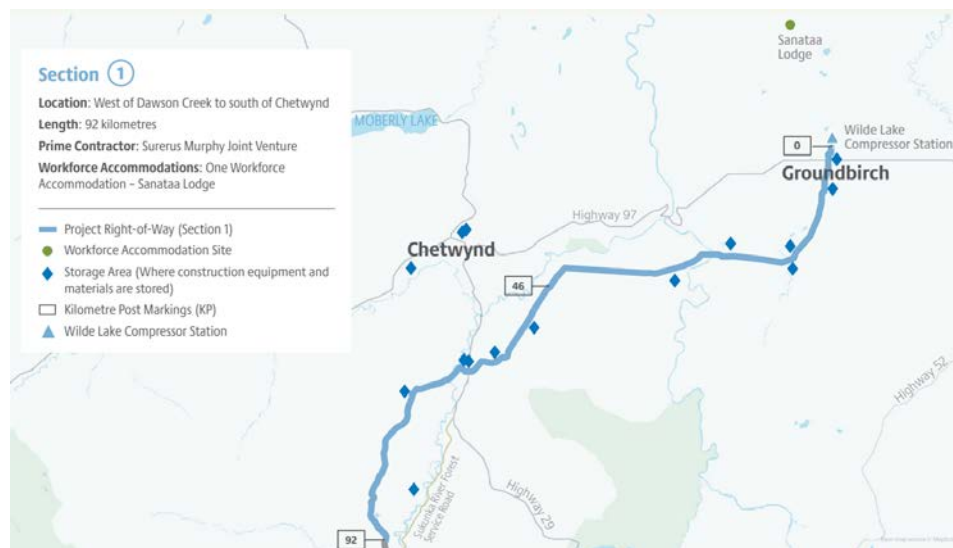 Sanataa
Lodge
Section 1
Location: West of Dawson Creek to south of Chetwynd
Length: 92 kilometres
Prime Contractor: Surerus Murphy Joint Venture
Workforce Accommodations: One Workforce
Accommodation – Sanataa Lodge
Project Right-of-Way (Section 1)
Workforce Accommodation Site
Storage Area (Where construction equipment and
materials are stored)
Kilometre Post Markings (KP)
Wilde Lake Compressor Station
MOBERLY LAKE
Wilde Lake
Compressor Station
0
Groundbirch
Highway 97
Chetwynd
46
Highway 52
Sukunka River Forest
Service Road
Highway 29
92